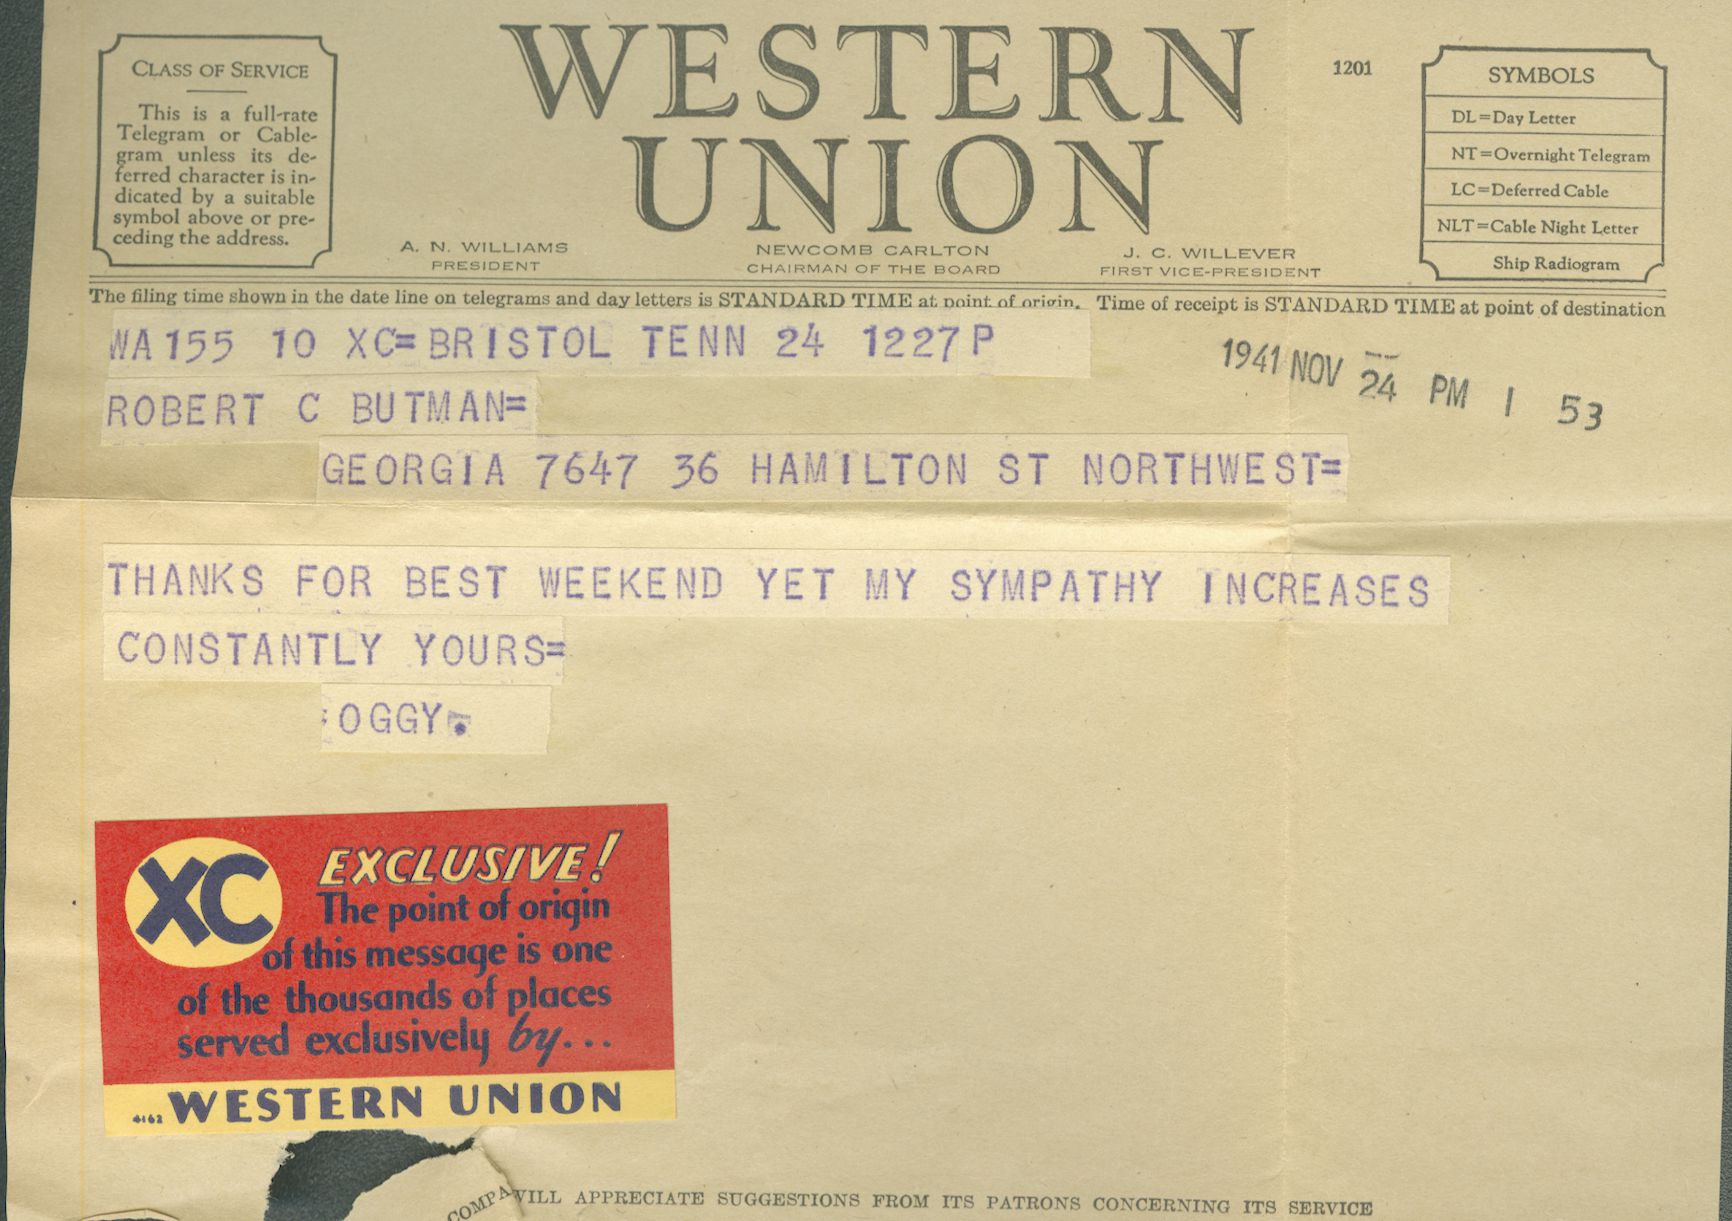 CLASS OF SERVICE
This is a full-rate
Telegram or Cable-
gram unless its de-
ferred character is in-
dicated by a suitable
symbol above or pre-
ceding the address.
WESTERN
UNION
1201
A. N. WILLIAMS
PRESIDENT
NEWCOMB CARLTON
CHAIRMAN OF THE BOARD
J. C. WILLEVER
FIRST VICE-PRESIDENT
SYMBOLS
DL=Day Letter
NT=Overnight Telegram
LC=Deferred Cable
NLT=Cable Night Letter
Ship Radiogram
The filing time shown in the date line on telegrams and day letters is STANDARD TIME at point of origin. Time of receipt is STANDARD TIME at point of destination
WA155 10 XC=BRISTOL TENN 24 1227P
1941 NOV 24 PM 1 53
ROBERT C BUTMAN=
GEORGIA 7647 36 HAMILTON ST NORTHWEST=
THANKS FOR BEST WEEKEND YET MY SYMPATHY INCREASES
CONSTANTLY YOURS=
OGGY.
XC
EXCLUSIVE!
The point of origin
of this message is one
of the thousands of places
served exclusively by...
4162 WESTERN UNION
COMPA WILL APPRECIATE SUGGESTIONS FROM ITS PATRONS CONCERNING ITS SERVICE